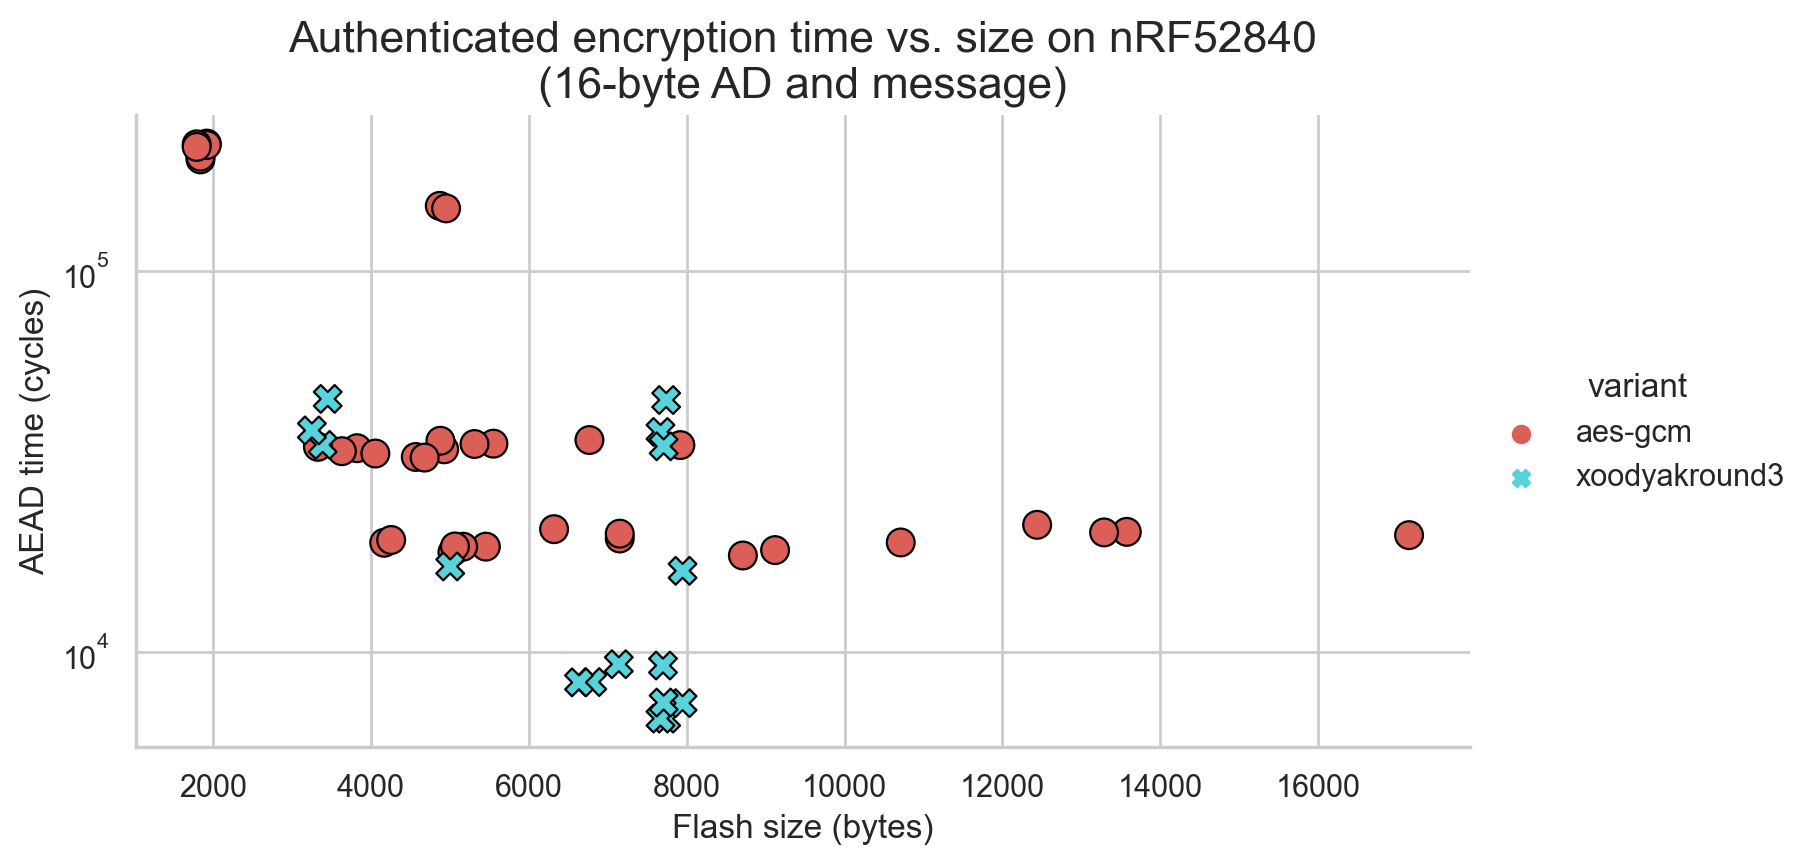 Authenticated encryption time vs. size on nRF52840
(16-byte AD and message)
AEAD time (cycles)
10^5
10^4
2000 4000 6000 8000 10000 12000 14000 16000
Flash size (bytes)
variant
aes-gcm
xoodyakround3